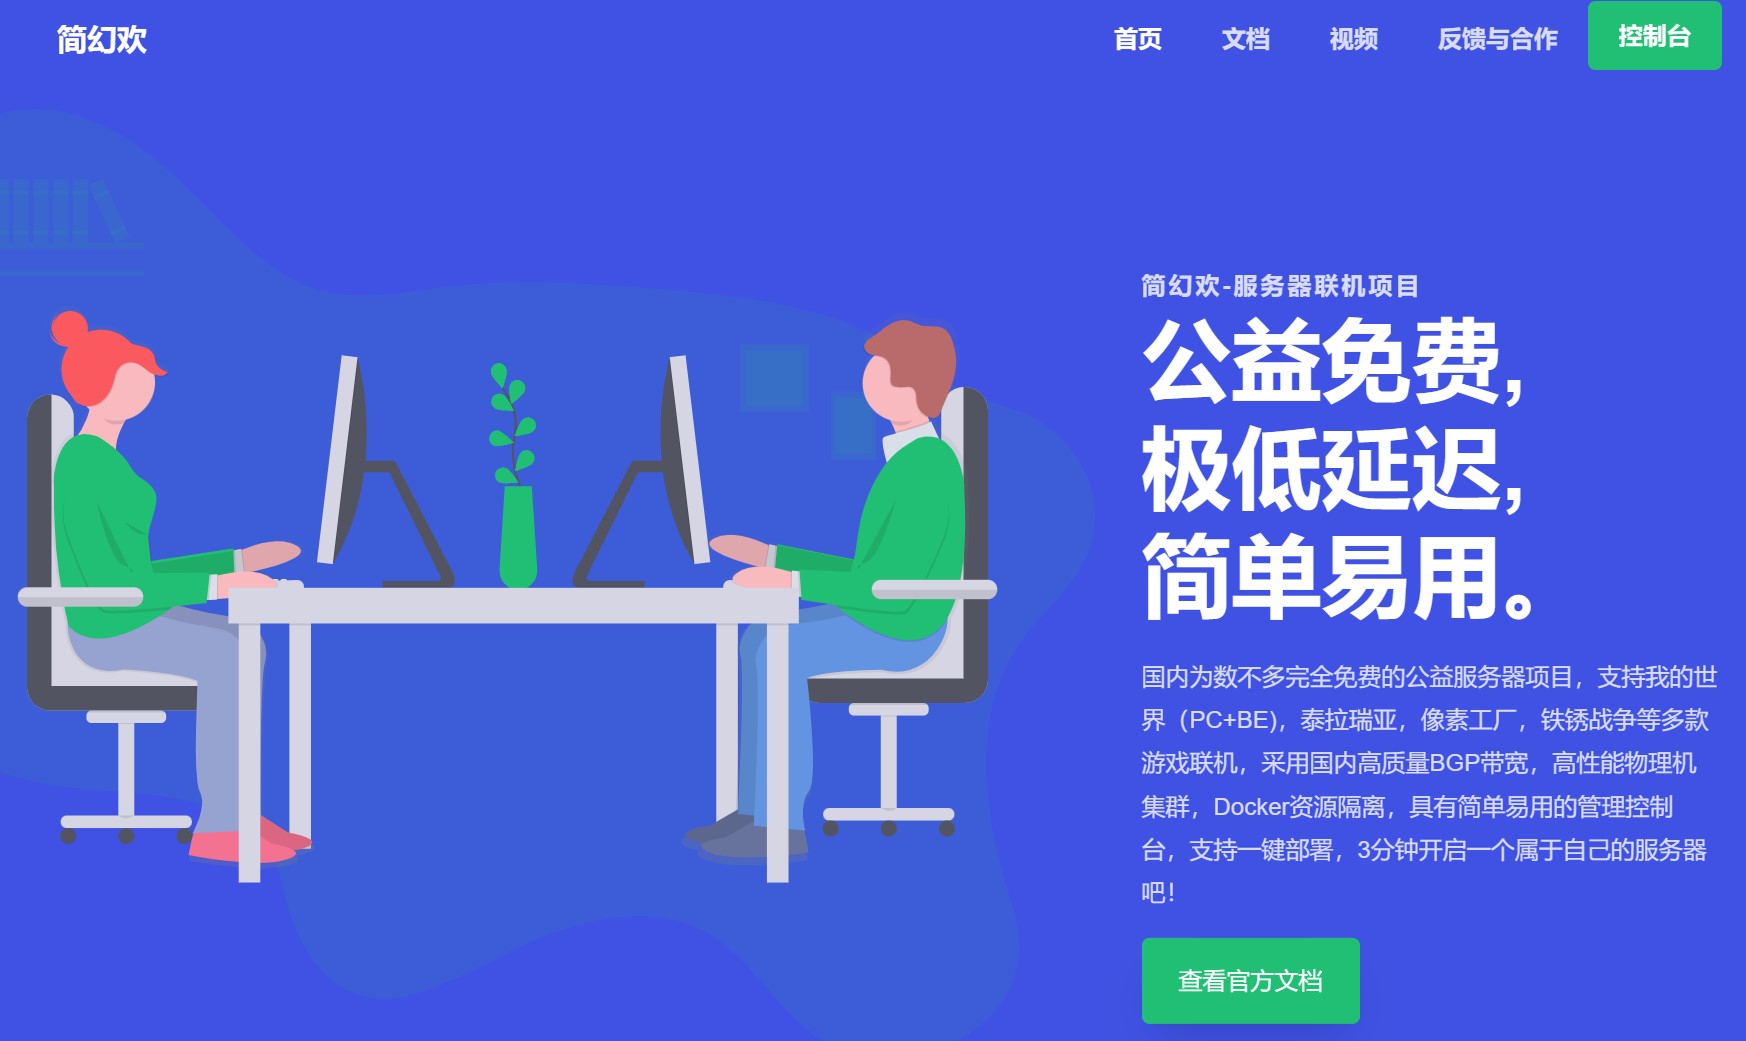 简幻欢
首页 文档 视频 反馈与合作 控制台
简幻欢-服务器联机项目
公益免费,
极低延迟,
简单易用。
国内为数不多完全免费的公益服务器项目，支持我的世
界（PC+BE)，泰拉瑞亚，像素工厂，铁锈战争等多款
游戏联机，采用国内高质量BGP带宽，高性能物理机
集群，Docker资源隔离，具有简单易用的管理控制
台，支持一键部署，3分钟开启一个属于自己的服务器
吧！
查看官方文档